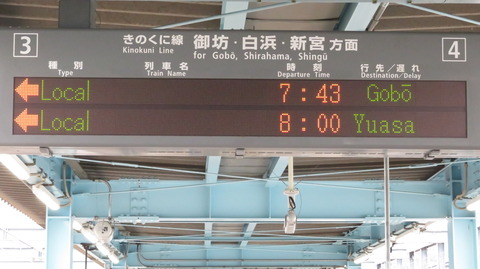 3 きのくに線 御坊・白浜・新宮 方面 4
Kinokuni Line for Gobō, Shirahama, Shingū
種別 列車名 時刻 行先/遅れ
Type Train Name Departure Time Destination/Delay
←Local 7:43 Gobō
←Local 8:00 Yuasa